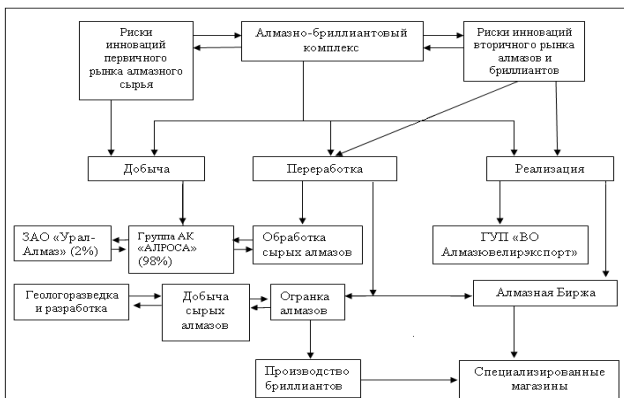 Риски
инноваций
первичного
рынка алмазного
сырья
Алмазно-бриллиантовый
комплекс
Риски инноваций
вторичного рынка
алмазов и
бриллиантов
Добыча
Переработка
Реализация
ЗАО «Урал-
Алмаз» (2%)
Группа АК
«АЛРОСА»
(98%)
Обработка
сырых алмазов
ГУП «ВО
Алмазювелирэкспорт»
Геологоразведка
и разработка
Добыча
сырых
алмазов
Огранка
алмазов
Алмазная Биржа
Производство
бриллиантов
Специализированные
магазины